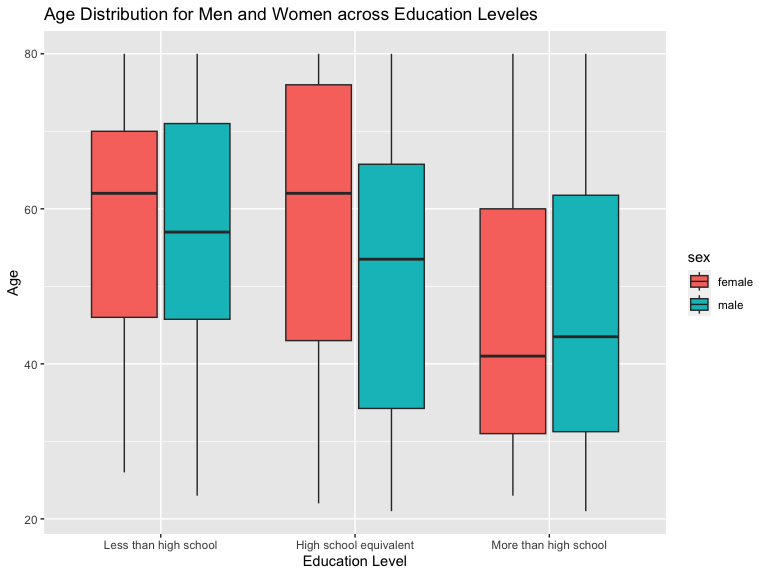 Age Distribution for Men and Women across Education Leveles
80
60
40
20
Age
Less than high school
High school equivalent
More than high school
Education Level
sex
female
male